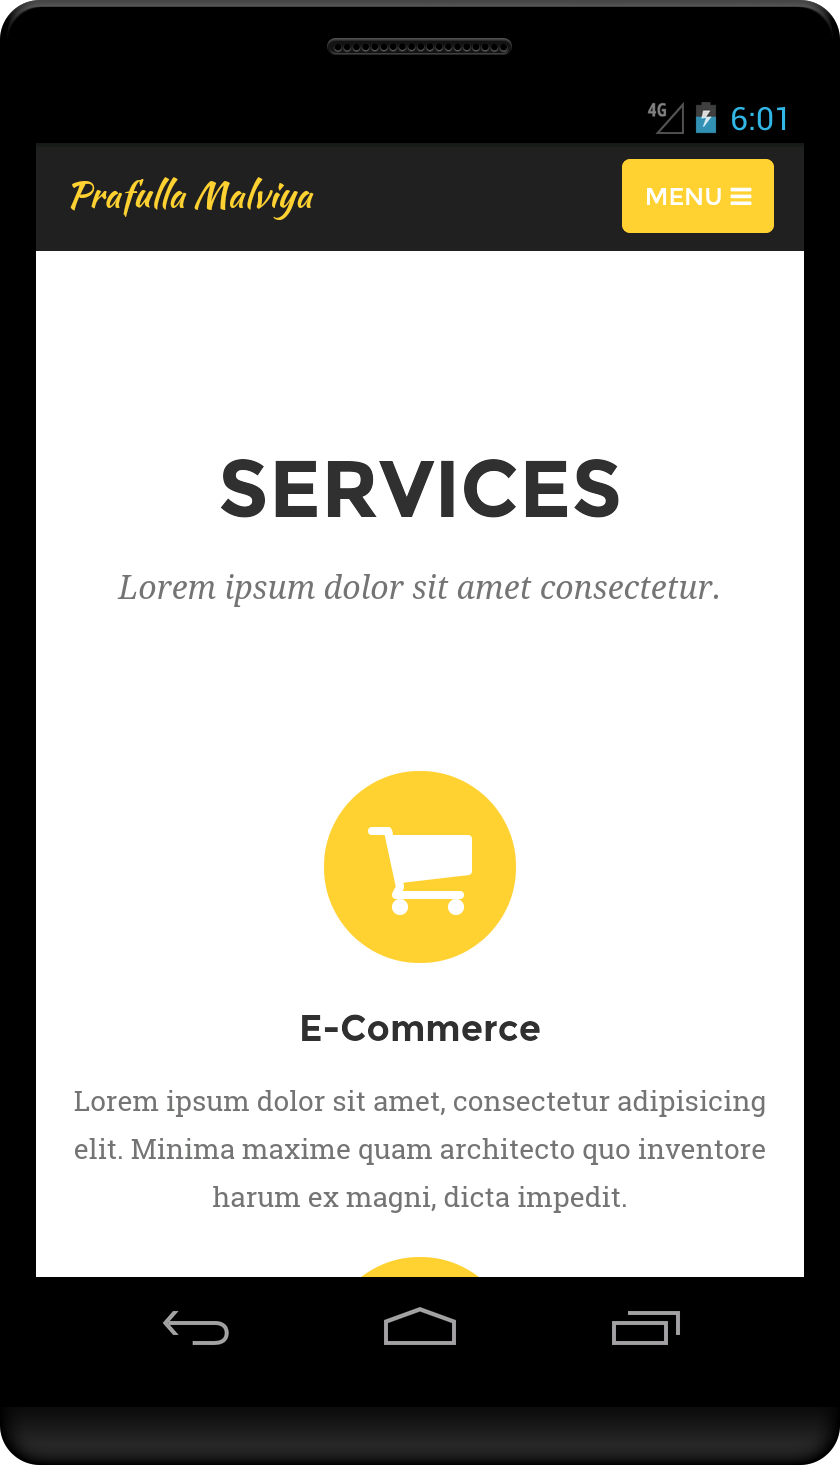 4G 6:01
Prafulla Malviya
MENU
SERVICES
Lorem ipsum dolor sit amet consectetur.
E-Commerce
Lorem ipsum dolor sit amet, consectetur adipisicing
elit. Minima maxime quam architecto quo inventore
harum ex magni, dicta impedit.